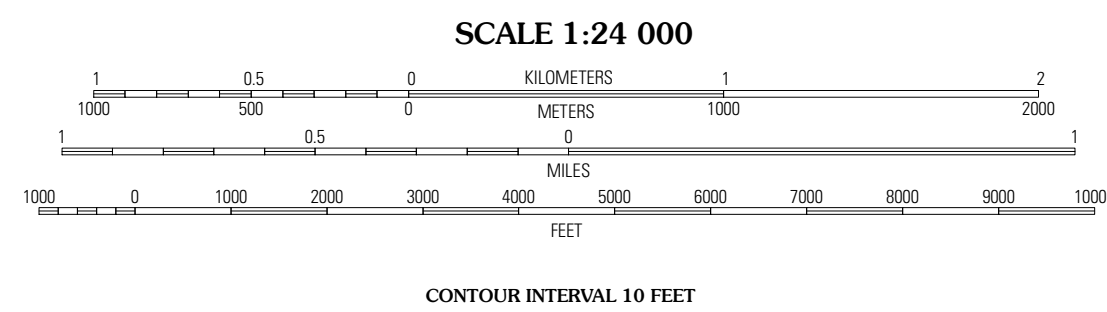 SCALE 1:24 000
1 0.5 0 KILOMETERS 1 2
1000 500 0 METERS 1000 2000
1 0.5 0 1
MILES
1000 0 1000 2000 3000 4000 5000 6000 7000 8000 9000 1000
FEET
CONTOUR INTERVAL 10 FEET